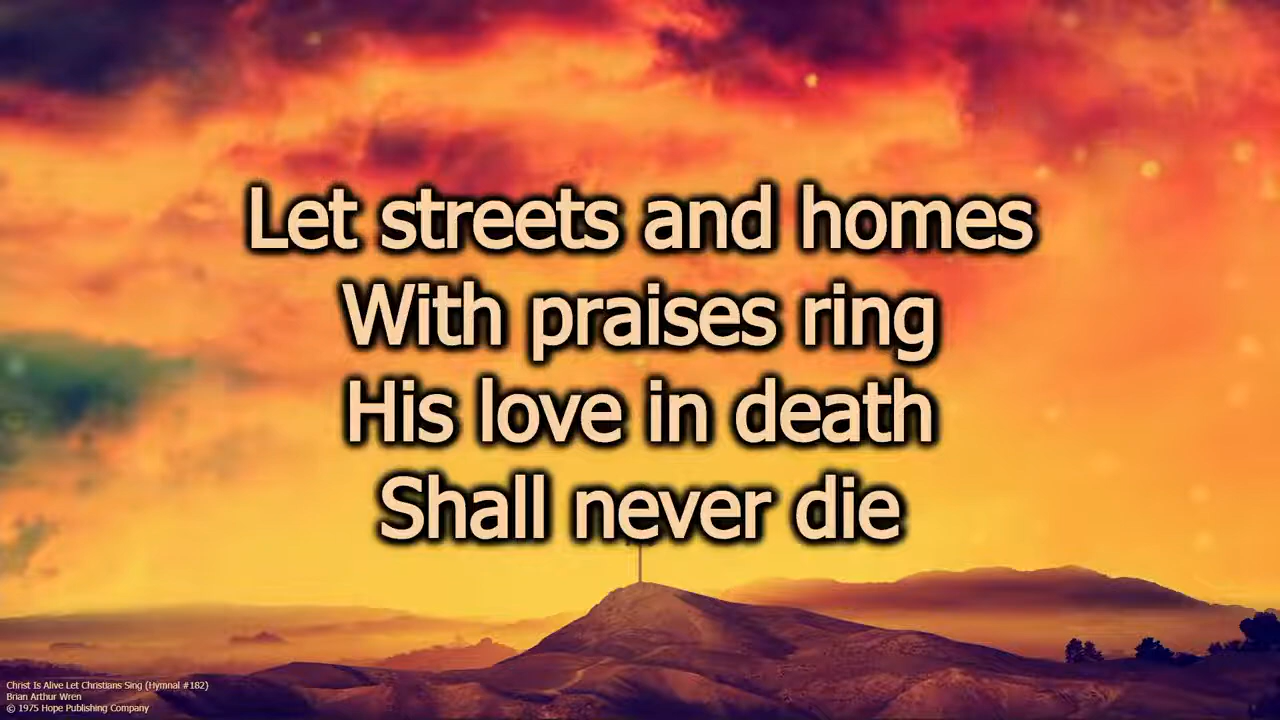 Let streets and homes
With praises ring
His love in death
Shall never die
Christ Is Alive Let Christians Sing (Hymnal #182)
Brian Arthur Wren
© 1975 Hope Publishing Company